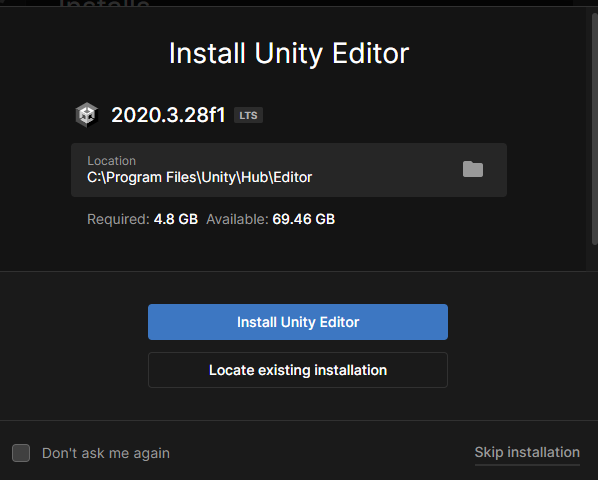 Installs
Install Unity Editor
2020.3.28f1 LTS
Location
C:\Program Files\Unity\Hub\Editor
Required: 4.8 GB Available: 69.46 GB
Install Unity Editor
Locate existing installation
Don't ask me again
Skip installation